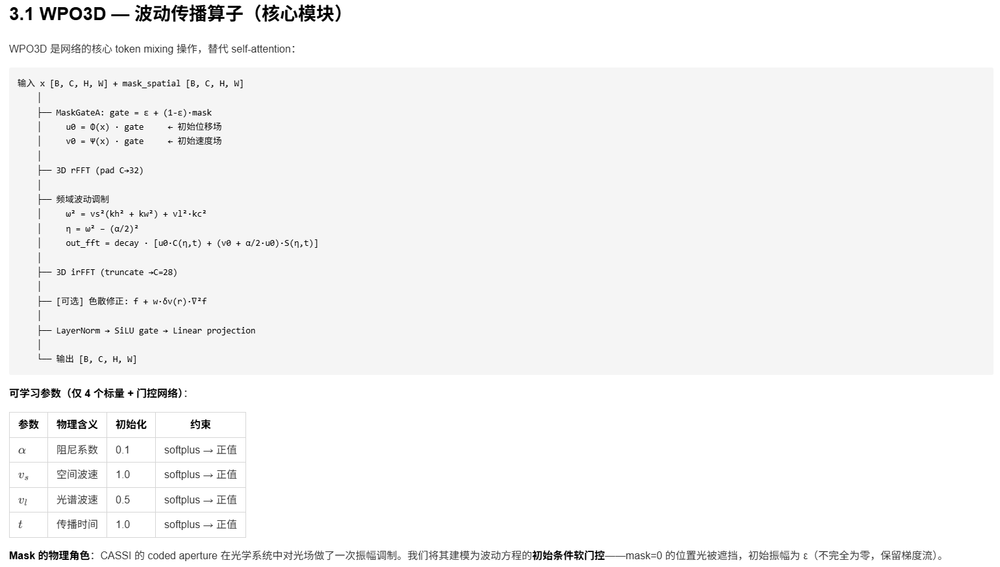 3.1 WPO3D — 波动传播算子（核心模块）
WPO3D 是网络的核心 token mixing 操作，替代 self-attention：
输入 x [B, C, H, W] + mask_spatial [B, C, H, W]
│
├── MaskGateA: gate = ε + (1-ε)·mask
│     u0 = Φ(x) · gate     ← 初始位移场
│     v0 = Ψ(x) · gate     ← 初始速度场
│
├── 3D rFFT (pad C→32)
│
├── 频域波动调制
│     ω² = vs²(kh² + kw²) + vl²·kc²
│     η = ω² − (α/2)²
│     out_fft = decay · [u0·C(η,t) + (v0 + α/2·u0)·S(η,t)]
│
├── 3D irFFT (truncate →C=28)
│
├── [可选] 色散修正: f + w·δv(r)·∇²f
│
├── LayerNorm → SiLU gate → Linear projection
│
└── 输出 [B, C, H, W]
可学习参数（仅 4 个标量 + 门控网络）：
参数 物理含义 初始化 约束
α 阻尼系数 0.1 softplus → 正值
vₛ 空间波速 1.0 softplus → 正值
vₗ 光谱波速 0.5 softplus → 正值
t 传播时间 1.0 softplus → 正值
Mask 的物理角色：CASSI 的 coded aperture 在光学系统中对光场做了一次振幅调制。我们将其建模为波动方程的初始条件软门控——mask=0 的位置光被遮挡，初始振幅为 ε（不完全为零，保留梯度流）。